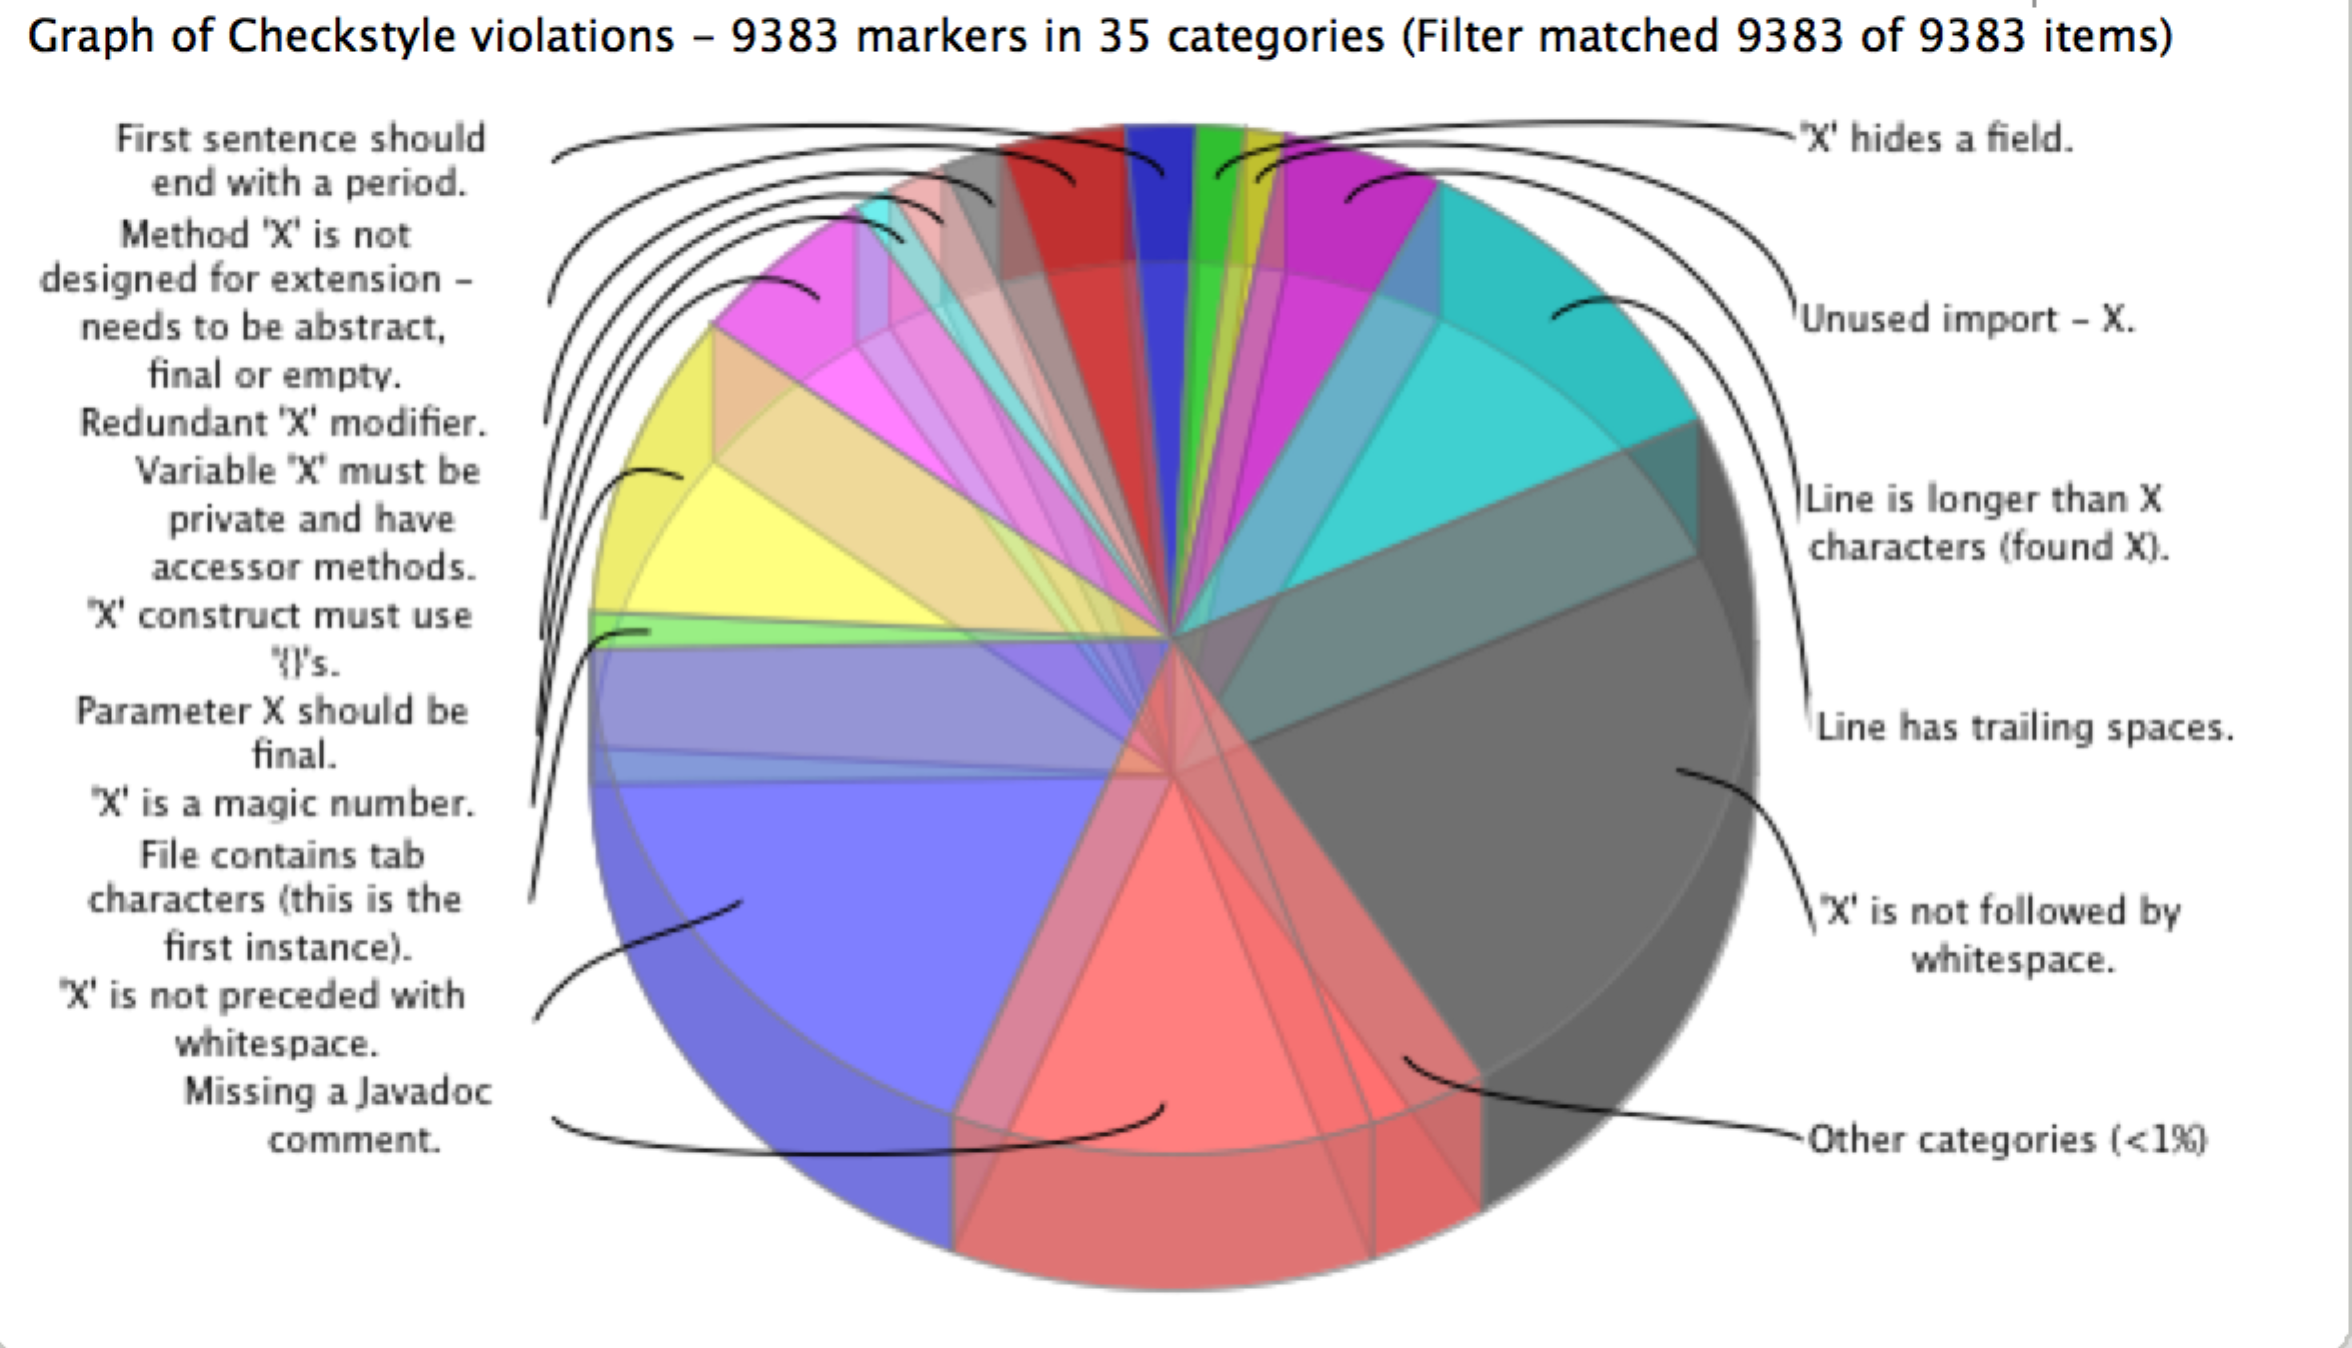 Graph of Checkstyle violations – 9383 markers in 35 categories (Filter matched 9383 of 9383 items)
First sentence should
end with a period.
Method 'X' is not
designed for extension –
needs to be abstract,
final or empty.
Redundant 'X' modifier.
Variable 'X' must be
private and have
accessor methods.
'X' construct must use
'{}'s.
Parameter X should be
final.
'X' is a magic number.
File contains tab
characters (this is the
first instance).
'X' is not preceded with
whitespace.
Missing a Javadoc
comment.
'X' hides a field.
Unused import – X.
Line is longer than X
characters (found X).
Line has trailing spaces.
'X' is not followed by
whitespace.
Other categories (<1%)